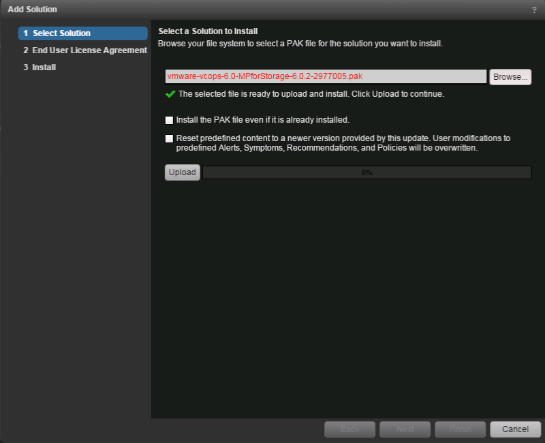 Add Solution
?
1 Select Solution
2 End User License Agreement
3 Install
Select a Solution to Install
Browse your file system to select a PAK file for the solution you want to install.
vmware-vcops-6.0-MPforStorage-6.0.2-2977005.pak
Browse...
The selected file is ready to upload and install. Click Upload to continue.
Install the PAK file even if it is already installed.
Reset predefined content to a newer version provided by this update. User modifications to
predefined Alerts, Symptoms, Recommendations, and Policies will be overwritten.
Upload
0%
Back
Next
Finish
Cancel